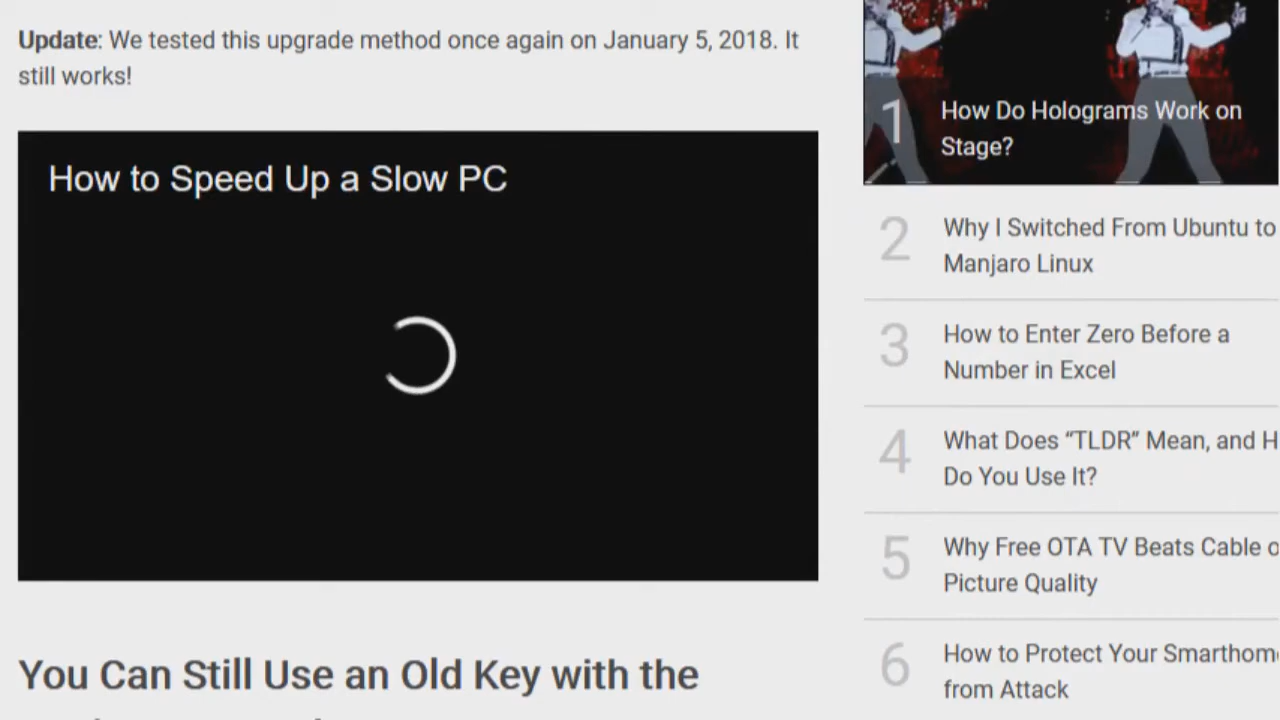 Update: We tested this upgrade method once again on January 5, 2018. It
still works!
How to Speed Up a Slow PC
You Can Still Use an Old Key with the
1
How Do Holograms Work on
Stage?
2
Why I Switched From Ubuntu to
Manjaro Linux
3
How to Enter Zero Before a
Number in Excel
4
What Does “TLDR” Mean, and H
Do You Use It?
5
Why Free OTA TV Beats Cable o
Picture Quality
6
How to Protect Your Smarthom
from Attack